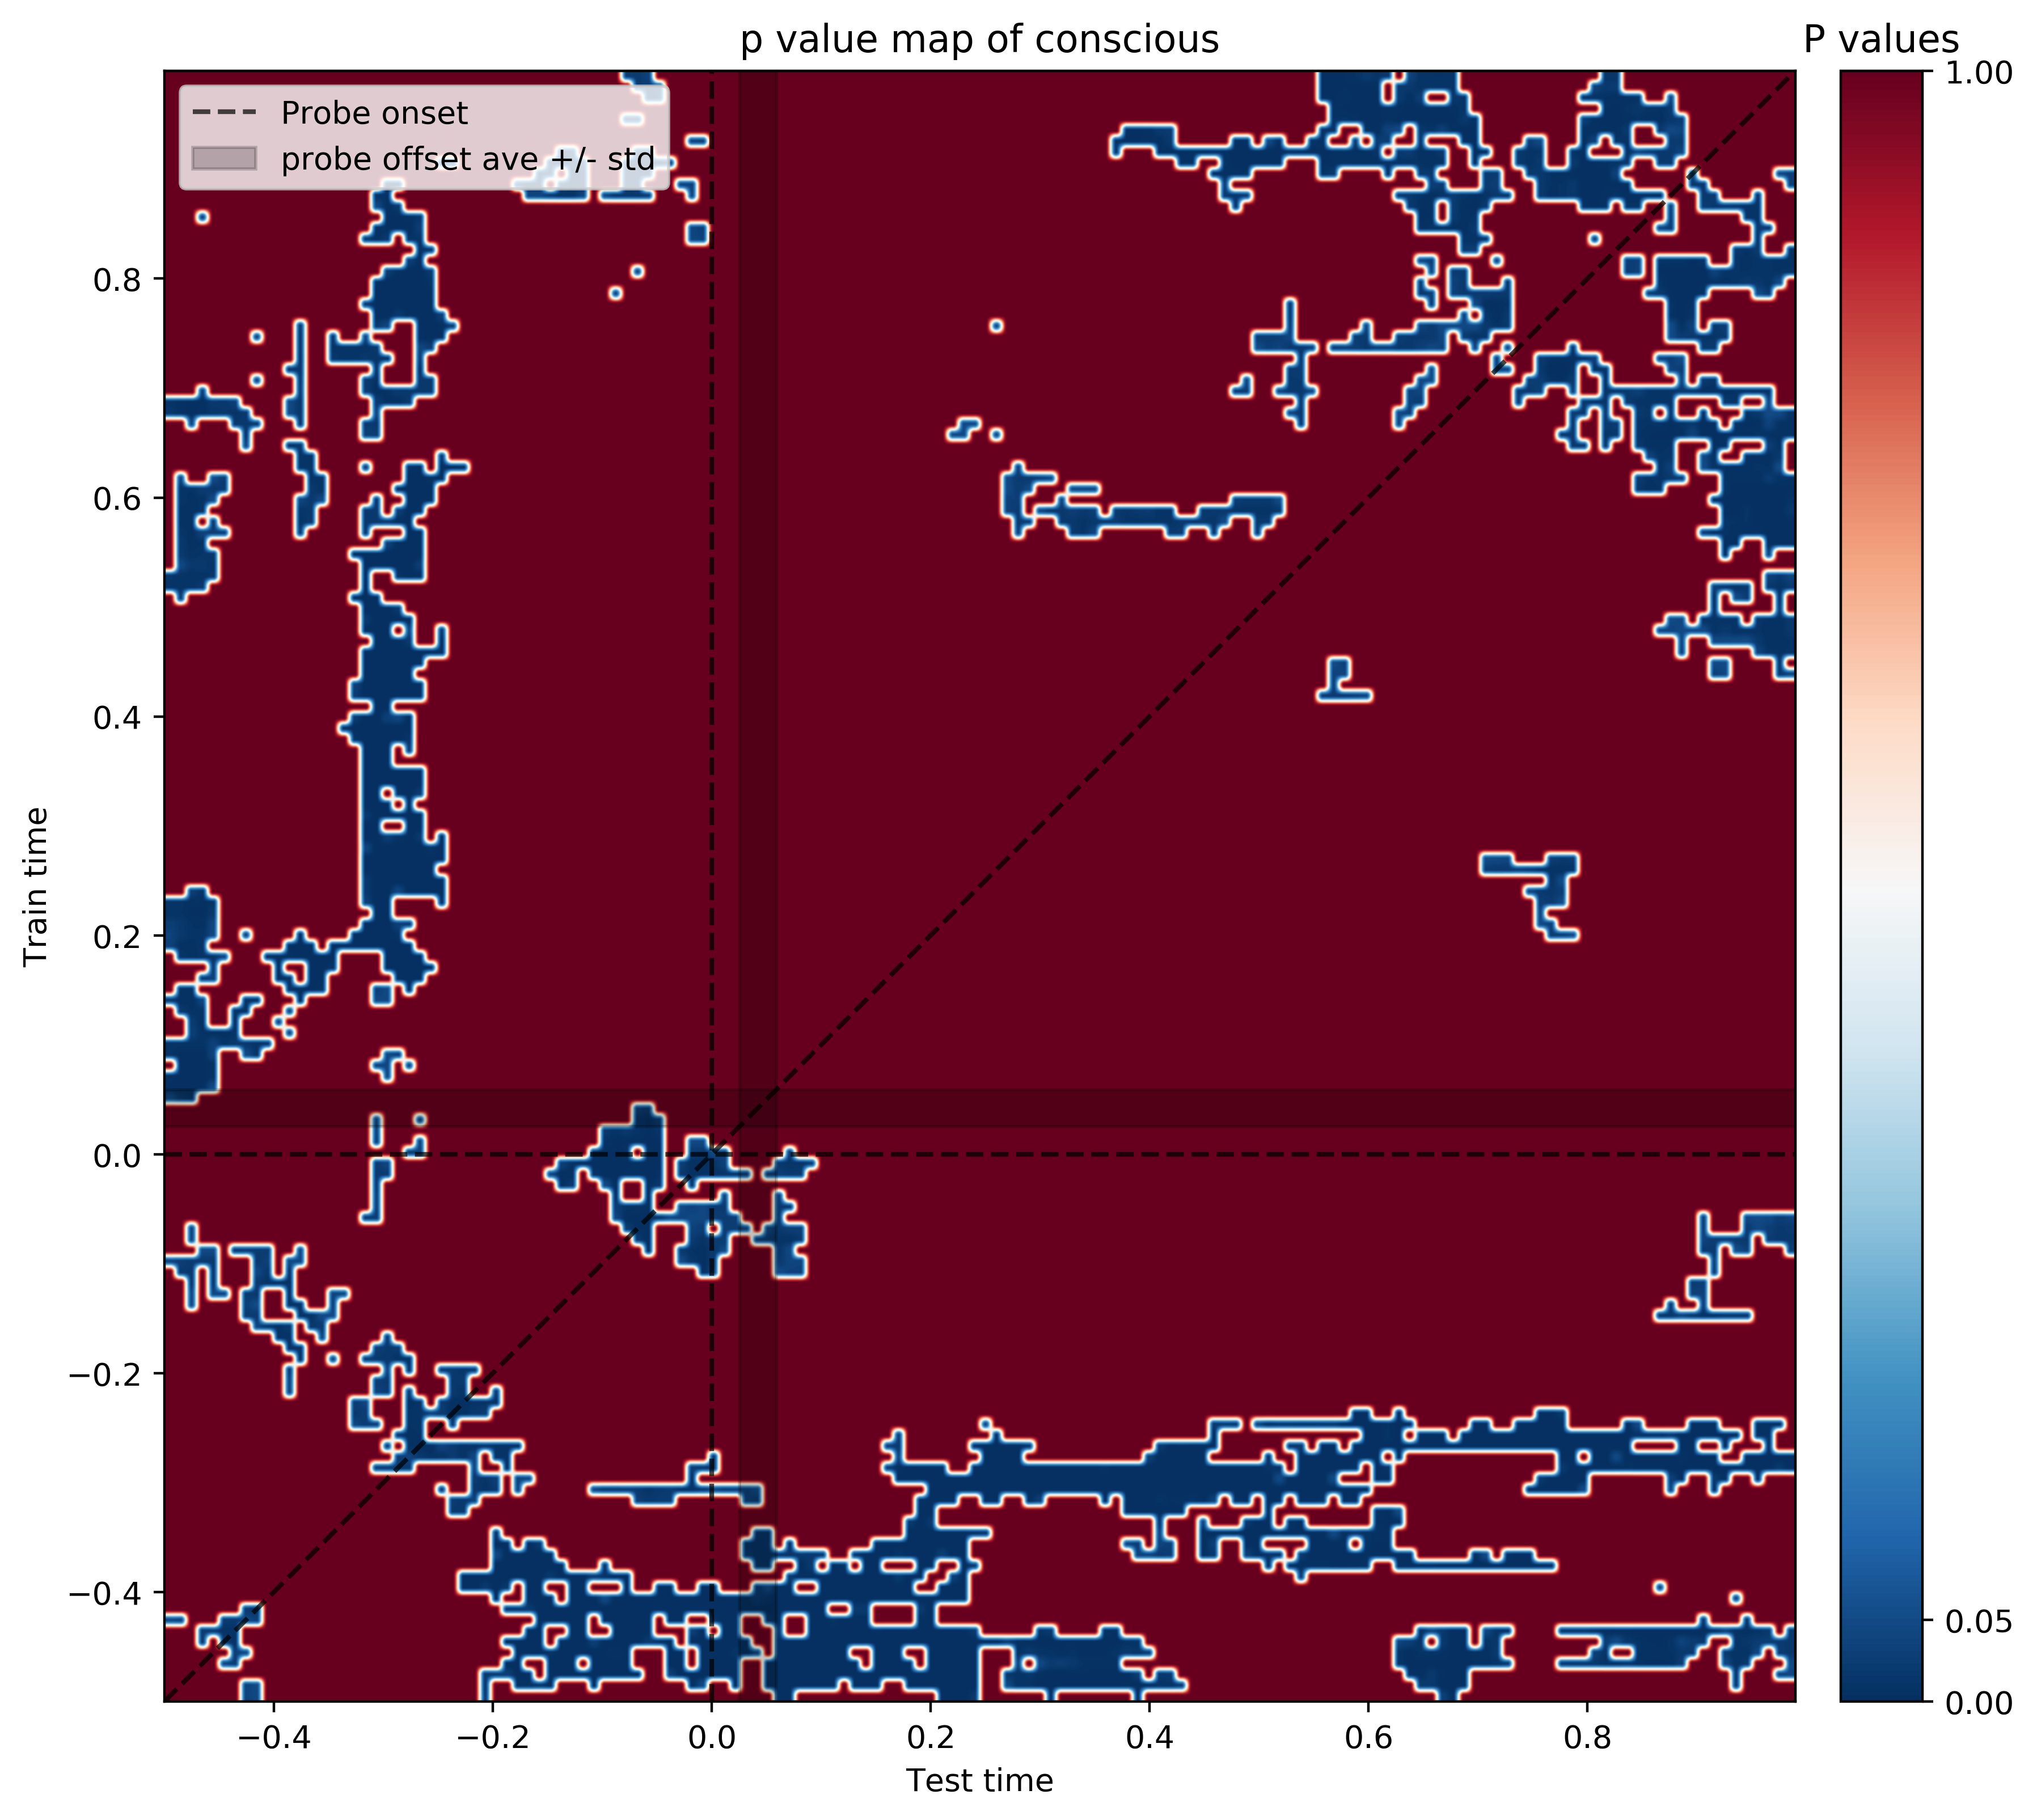 p value map of conscious
P values
Probe onset
probe offset ave +/- std
1.00
0.05
0.00
0.8
0.6
0.4
0.2
0.0
−0.2
−0.4
Train time
−0.4
−0.2
0.0
0.2
0.4
0.6
0.8
Test time